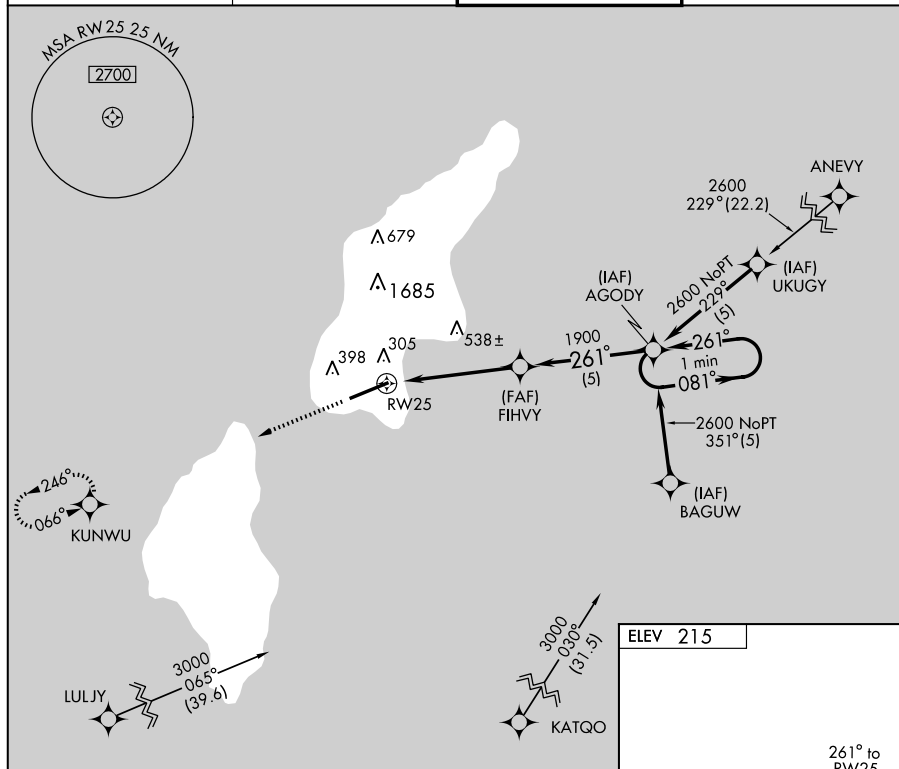 MSA RW 25 25 NM
2700
ANEVY
2600
229° (22.2)
679
(IAF)
UKUGY
2600 NoPT
229°
(5)
1685
(IAF)
AGODY
538±
1900
261°
(5)
261°
1 min
081°
305
398
RW25
(FAF)
FIHVY
2600 NoPT
351° (5)
(IAF)
BAGUW
246°
066°
KUNWU
3000
065°
(39.6)
LULJY
3000
030°
(31.5)
KATQO
ELEV 215
261° to
RW25